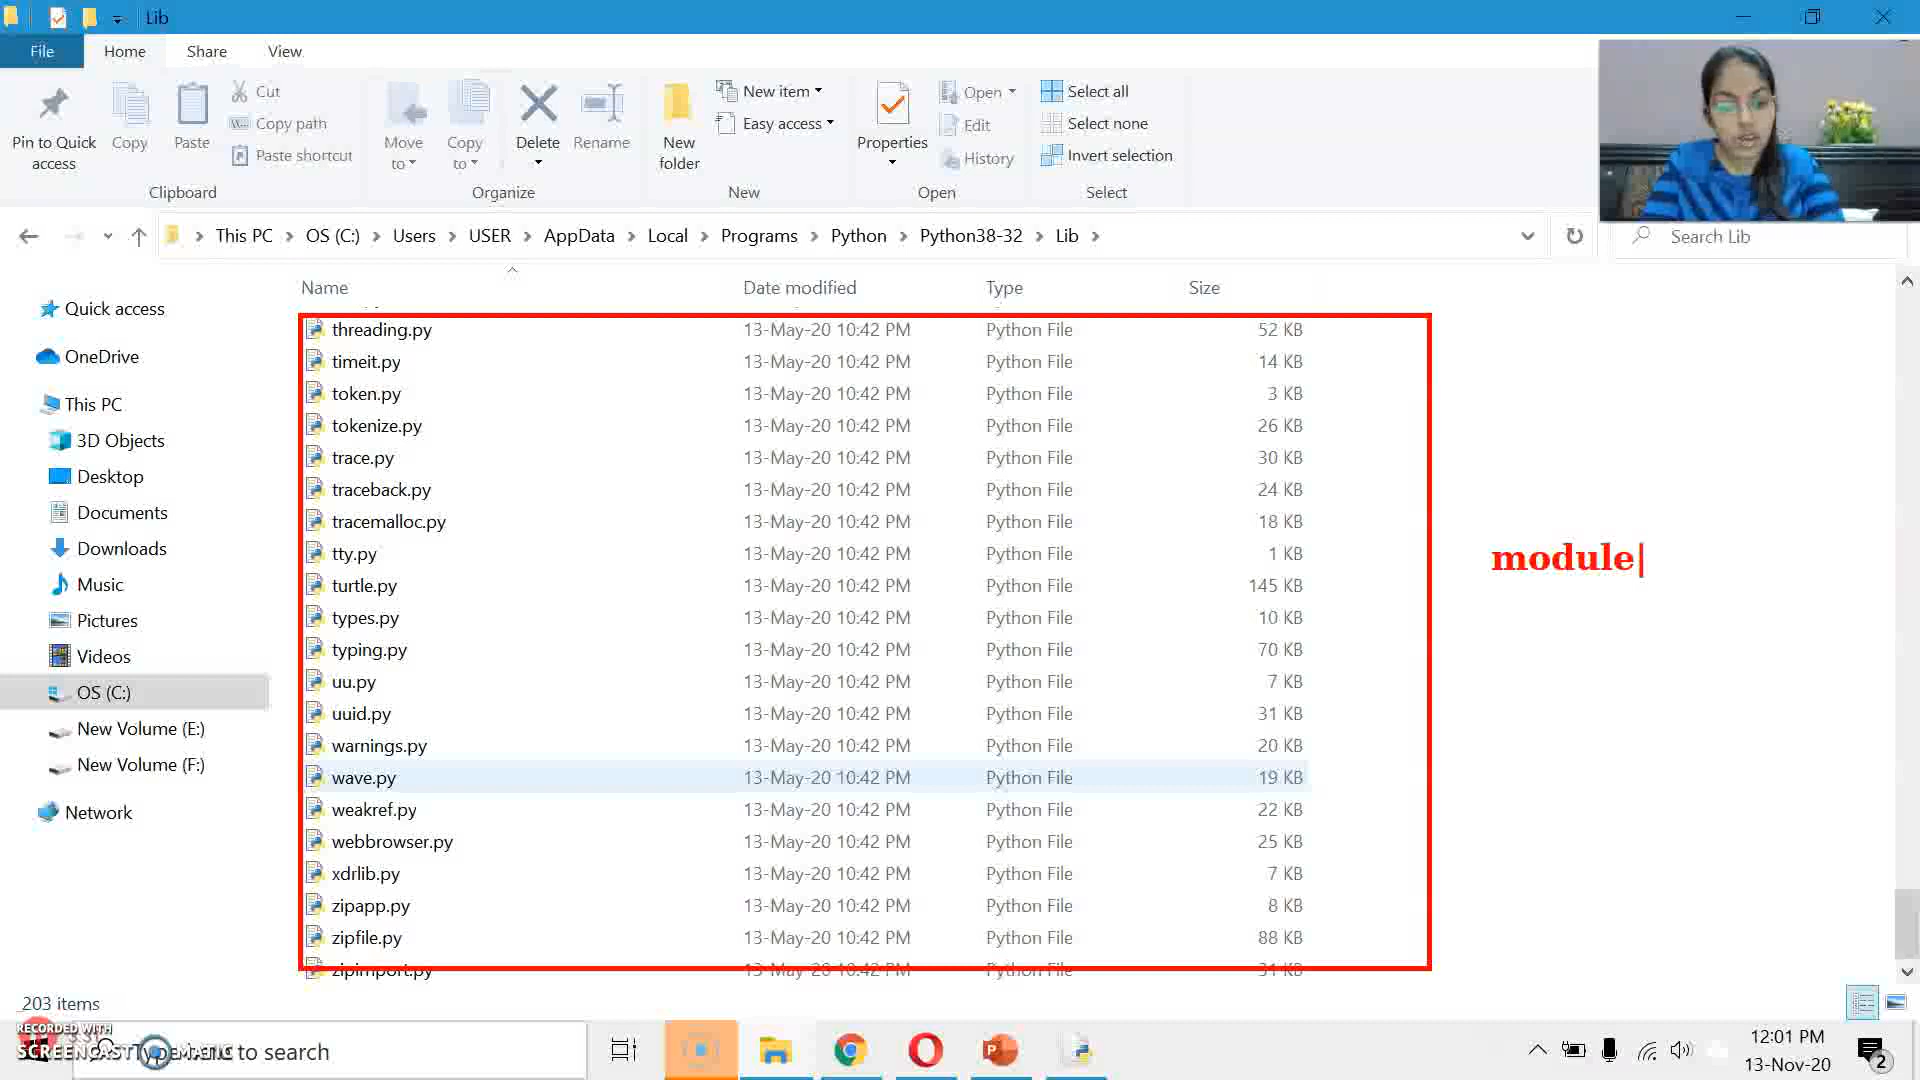 Lib
File Home Share View
Pin to Quick access
Copy
Paste
Cut
Copy path
Paste shortcut
Clipboard
Move to
Copy to
Delete
Rename
Organize
New folder
New item
Easy access
New
Properties
Open
Edit
History
Open
Select all
Select none
Invert selection
Select
This PC > OS (C:) > Users > USER > AppData > Local > Programs > Python > Python38-32 > Lib >
Search Lib
Quick access
OneDrive
This PC
3D Objects
Desktop
Documents
Downloads
Music
Pictures
Videos
OS (C:)
New Volume (E:)
New Volume (F:)
Network
Name Date modified Type Size
threading.py 13-May-20 10:42 PM Python File 52 KB
timeit.py 13-May-20 10:42 PM Python File 14 KB
token.py 13-May-20 10:42 PM Python File 3 KB
tokenize.py 13-May-20 10:42 PM Python File 26 KB
trace.py 13-May-20 10:42 PM Python File 30 KB
traceback.py 13-May-20 10:42 PM Python File 24 KB
tracemalloc.py 13-May-20 10:42 PM Python File 18 KB
tty.py 13-May-20 10:42 PM Python File 1 KB
turtle.py 13-May-20 10:42 PM Python File 145 KB
types.py 13-May-20 10:42 PM Python File 10 KB
typing.py 13-May-20 10:42 PM Python File 70 KB
uu.py 13-May-20 10:42 PM Python File 7 KB
uuid.py 13-May-20 10:42 PM Python File 31 KB
warnings.py 13-May-20 10:42 PM Python File 20 KB
wave.py 13-May-20 10:42 PM Python File 19 KB
weakref.py 13-May-20 10:42 PM Python File 22 KB
webbrowser.py 13-May-20 10:42 PM Python File 25 KB
xdrlib.py 13-May-20 10:42 PM Python File 7 KB
zipapp.py 13-May-20 10:42 PM Python File 8 KB
zipfile.py 13-May-20 10:42 PM Python File 88 KB
zipimport.py 13-May-20 10:42 PM Python File 31 KB
module
203 items
RECORDED WITH
SCREENCAST MATIC
to search
12:01 PM
13-Nov-20
2